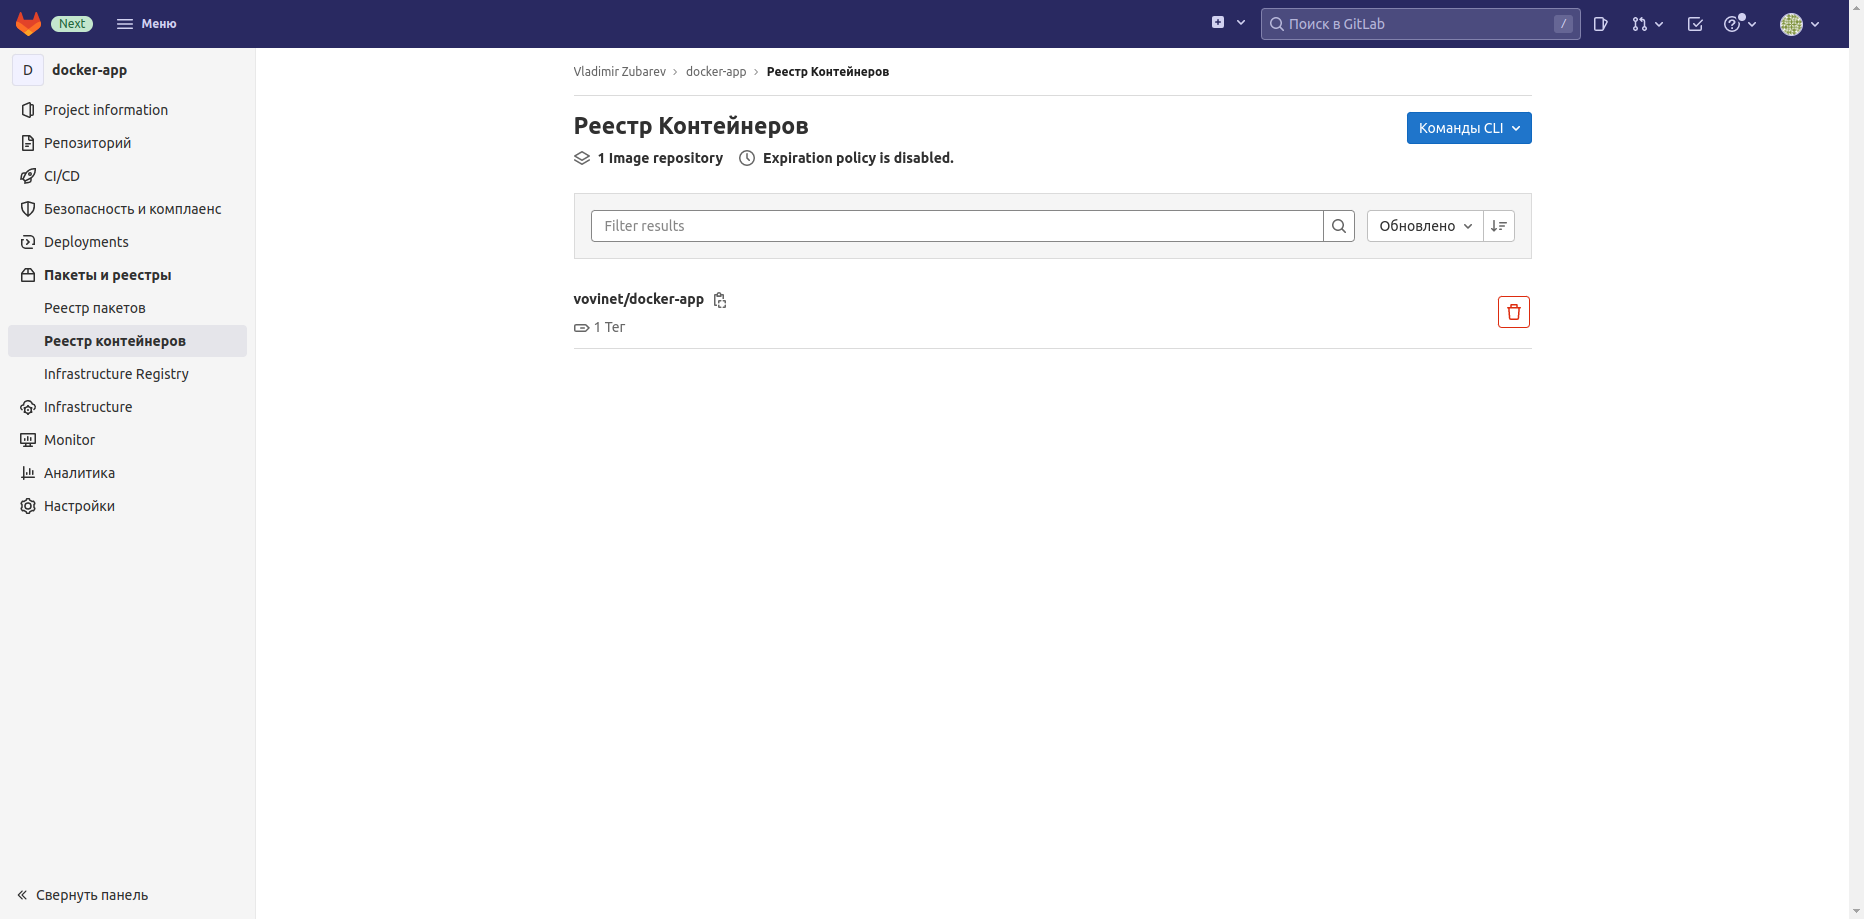 Next
Меню
Поиск в GitLab
/
D
docker-app
Project information
Репозиторий
CI/CD
Безопасность и комплаенс
Deployments
Пакеты и реестры
Реестр пакетов
Реестр контейнеров
Infrastructure Registry
Infrastructure
Monitor
Аналитика
Настройки
Свернуть панель
Vladimir Zubarev › docker-app › Реестр Контейнеров
Реестр Контейнеров
Команды CLI
1 Image repository
Expiration policy is disabled.
Filter results
Обновлено
vovinet/docker-app
1 Тег